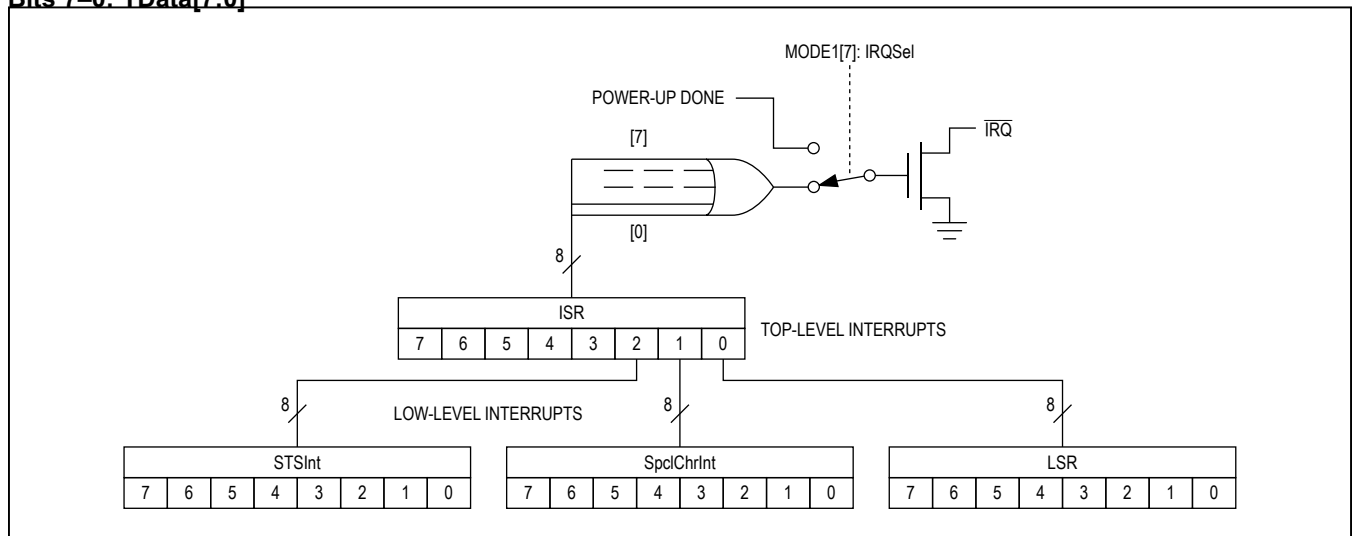 Bits 7–0: TData[7:0]
MODE1[7]: IRQSel
POWER-UP DONE
IRQ
[7]
[0]
8
ISR
7 6 5 4 3 2 1 0
TOP-LEVEL INTERRUPTS
8 LOW-LEVEL INTERRUPTS 8 8
STSInt SpclChrInt LSR
7 6 5 4 3 2 1 0 7 6 5 4 3 2 1 0 7 6 5 4 3 2 1 0